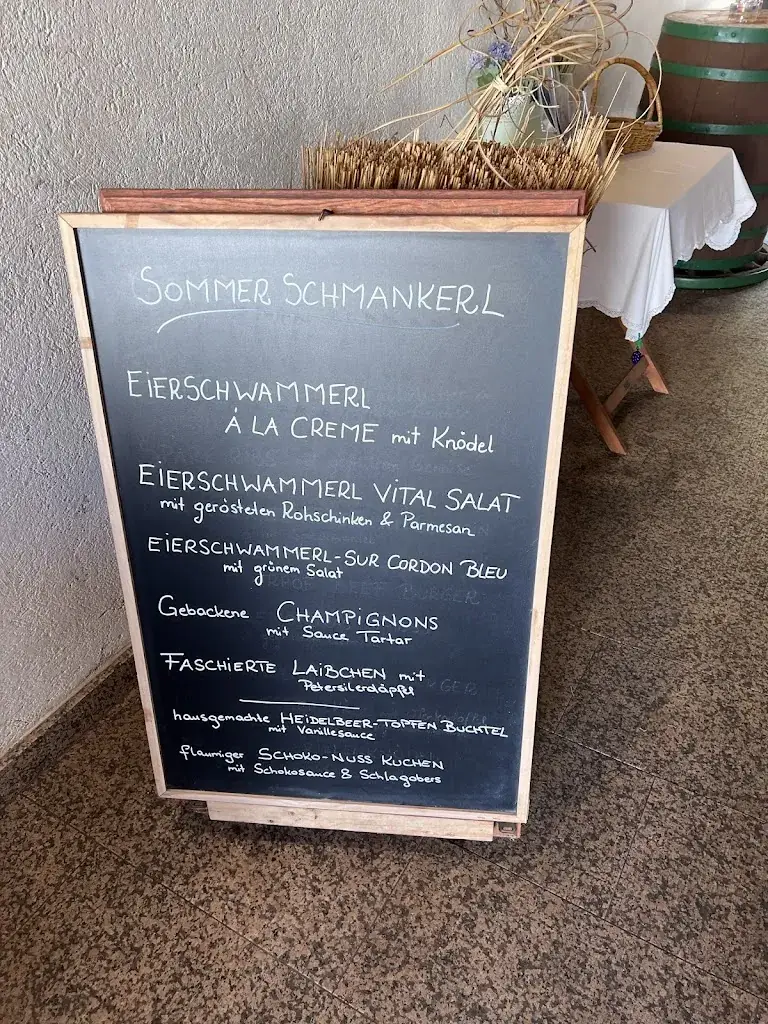 SOMMER SCHMANKERL
EiERSCHWAMMERL
Á LA CREME mit Knödel
EiERSCHWAMMERL ViTAL SALAT
mit gerösteten Rohschinken & Parmesan
EiERSCHWAMMERL-SUR CORDON BLEU
mit grünem Salat
Gebackene CHAMPiGNONS
mit Sauce Tartar
FASCHiERTE LAiBCHEN mit
Petersilerdäpfel
hausgemachte HEiDELBEER-TOPFEN BUCHTEL
mit Vanillesauce
flaumiger SCHOKO-NUSS KUCHEN
mit Schokosauce & Schlagobers